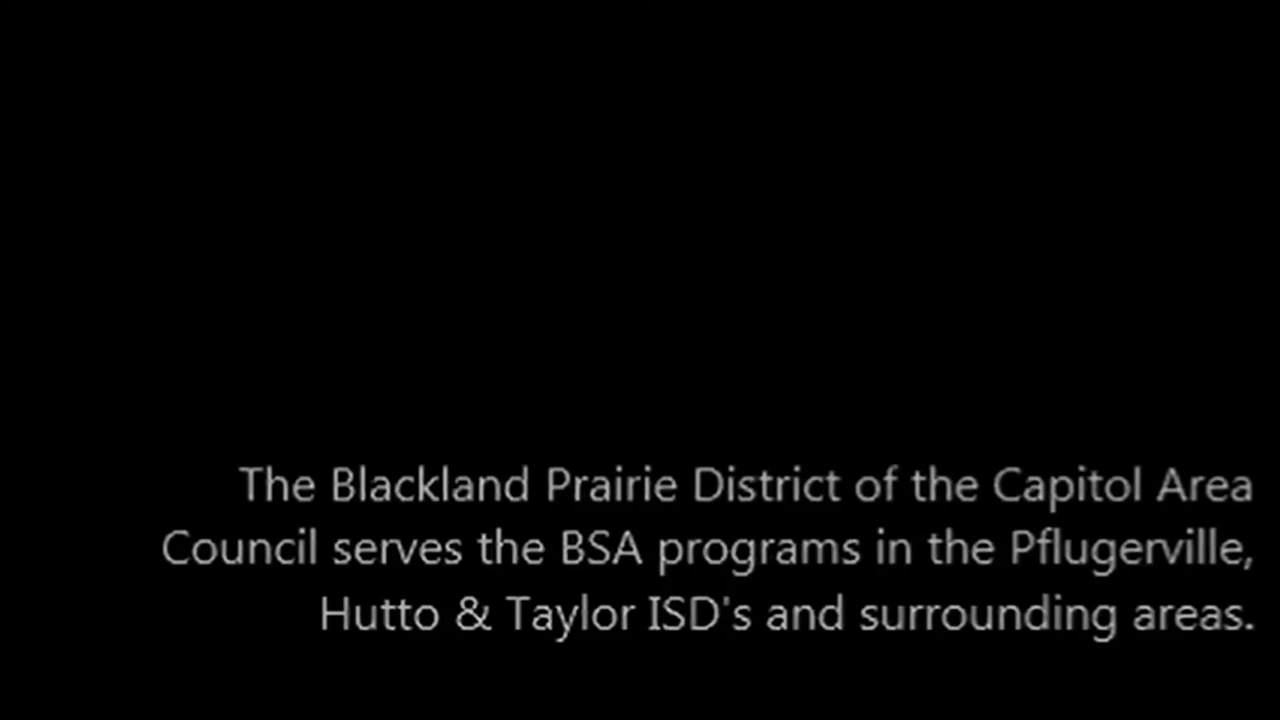 The Blackland Prairie District of the Capitol Area
Council serves the BSA programs in the Pflugerville,
Hutto & Taylor ISD's and surrounding areas.